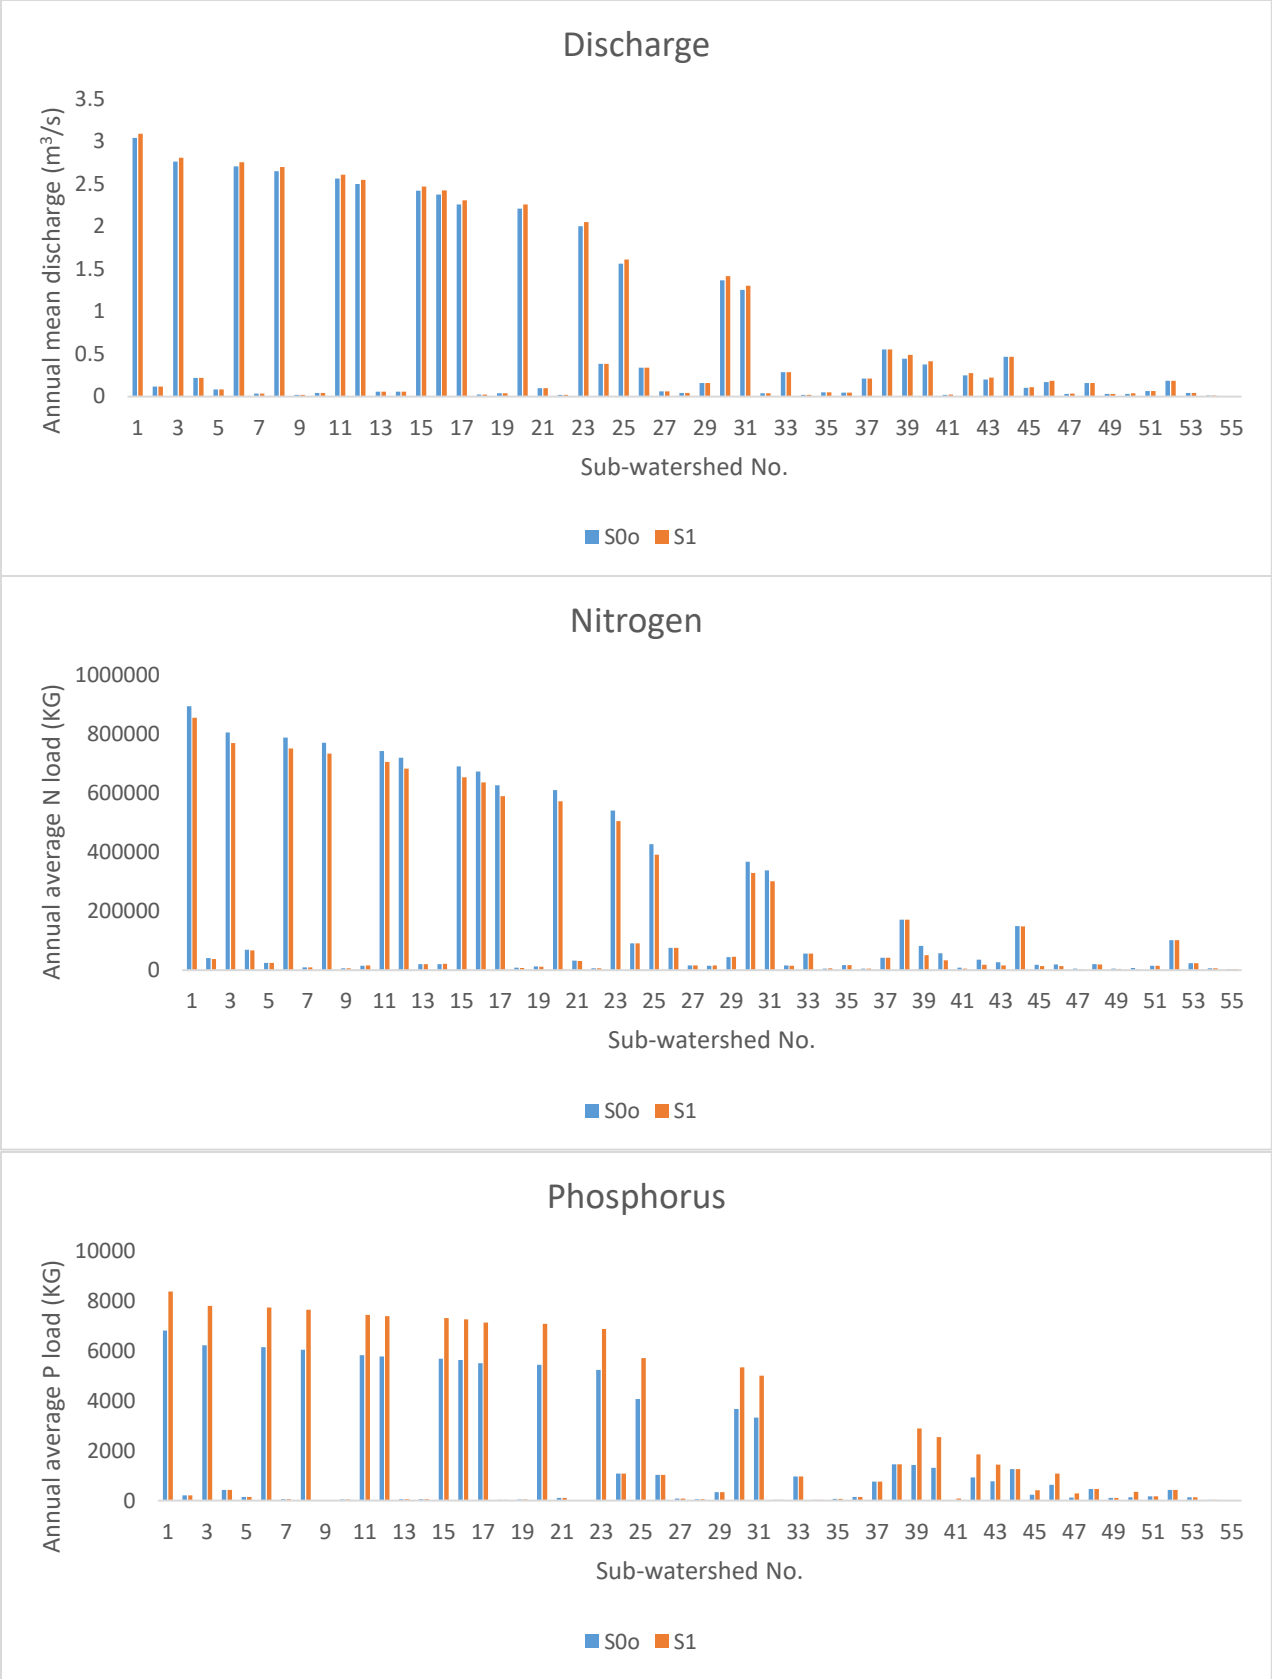 Discharge
Annual mean discharge (m³/s)
3.5
3
2.5
2
1.5
1
0.5
0
1 3 5 7 9 11 13 15 17 19 21 23 25 27 29 31 33 35 37 39 41 43 45 47 49 51 53 55
Sub-watershed No.
S0o S1
Nitrogen
Annual average N load (KG)
1000000
800000
600000
400000
200000
0
1 3 5 7 9 11 13 15 17 19 21 23 25 27 29 31 33 35 37 39 41 43 45 47 49 51 53 55
Sub-watershed No.
S0o S1
Phosphorus
Annual average P load (KG)
10000
8000
6000
4000
2000
0
1 3 5 7 9 11 13 15 17 19 21 23 25 27 29 31 33 35 37 39 41 43 45 47 49 51 53 55
Sub-watershed No.
S0o S1